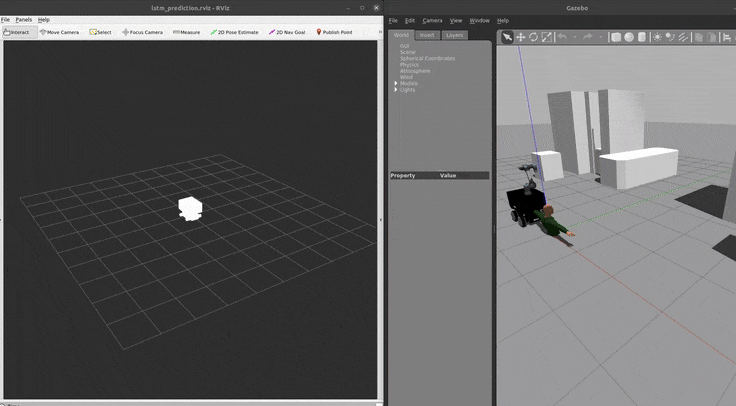 lstm_prediction.rviz - RViz
File Panels Help
Interact Move Camera Select Focus Camera Measure 2D Pose Estimate 2D Nav Goal Publish Point
Gazebo
File Edit Camera View Window Help
World Insert Layers
GUI
Scene
Spherical Coordinates
Physics
Atmosphere
Wind
Models
Lights
Property Value